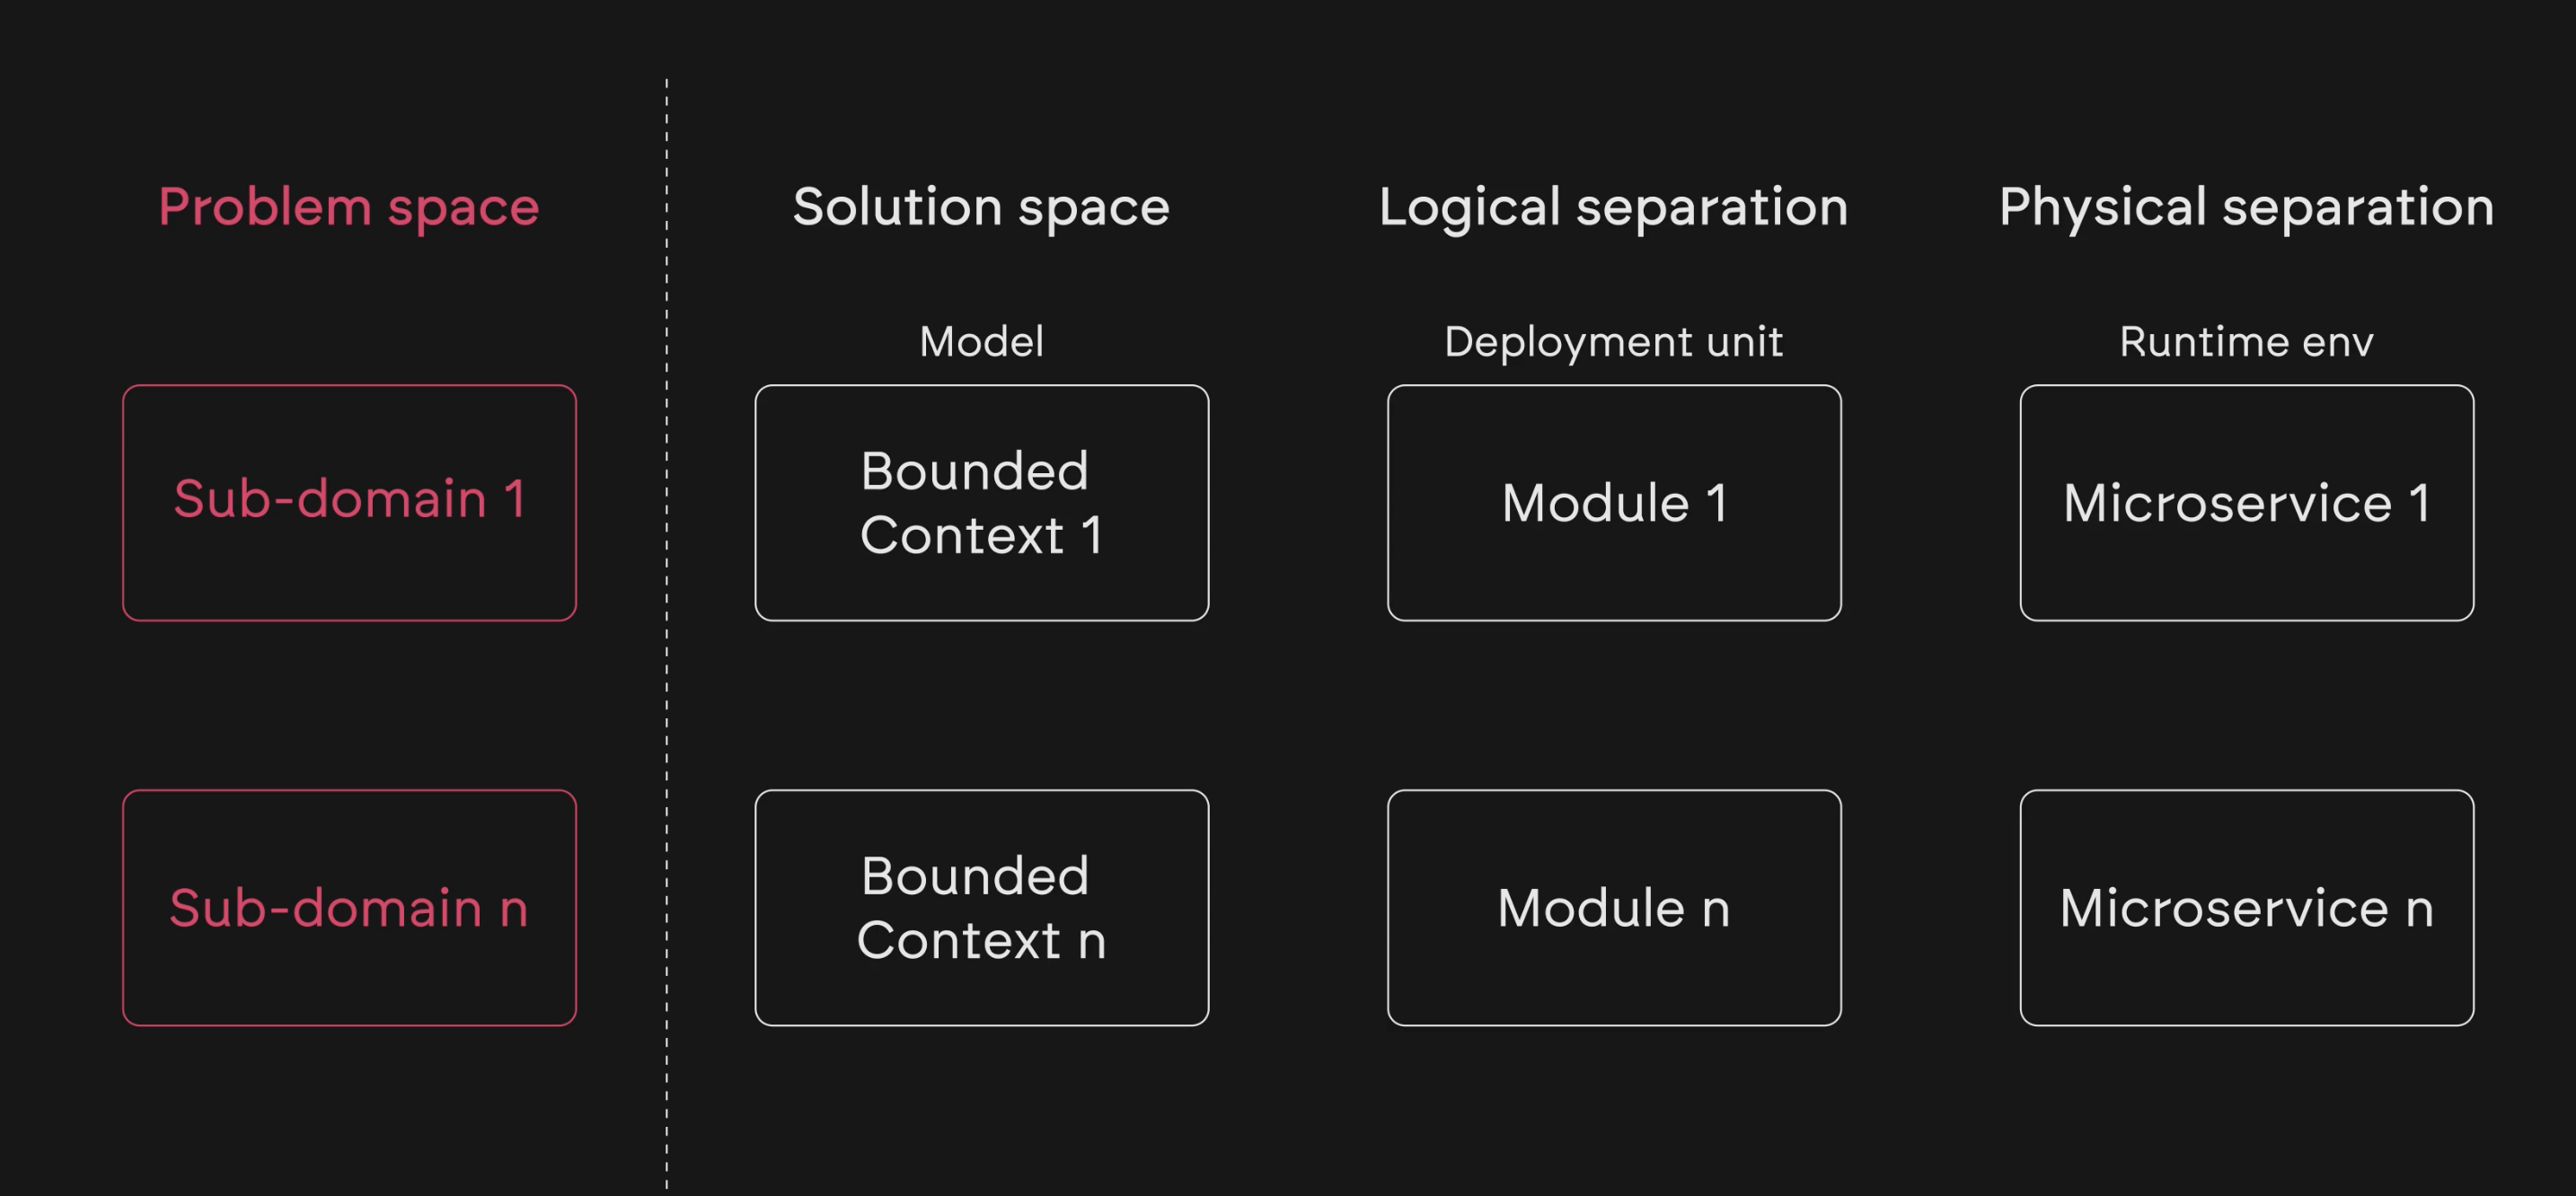 Problem space
Solution space
Logical separation
Physical separation
Model
Deployment unit
Runtime env
Sub-domain 1
Bounded
Context 1
Module 1
Microservice 1
Sub-domain n
Bounded
Context n
Module n
Microservice n